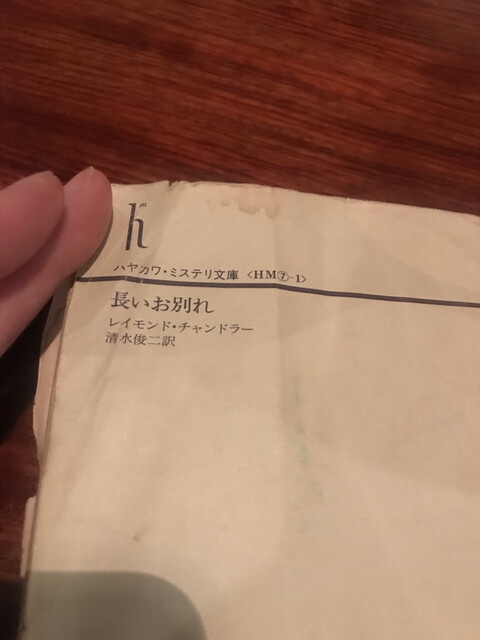 h
ハヤカワ・ミステリ文庫〈HM⑦-1〉
長いお別れ
レイモンド・チャンドラー
清水俊二訳